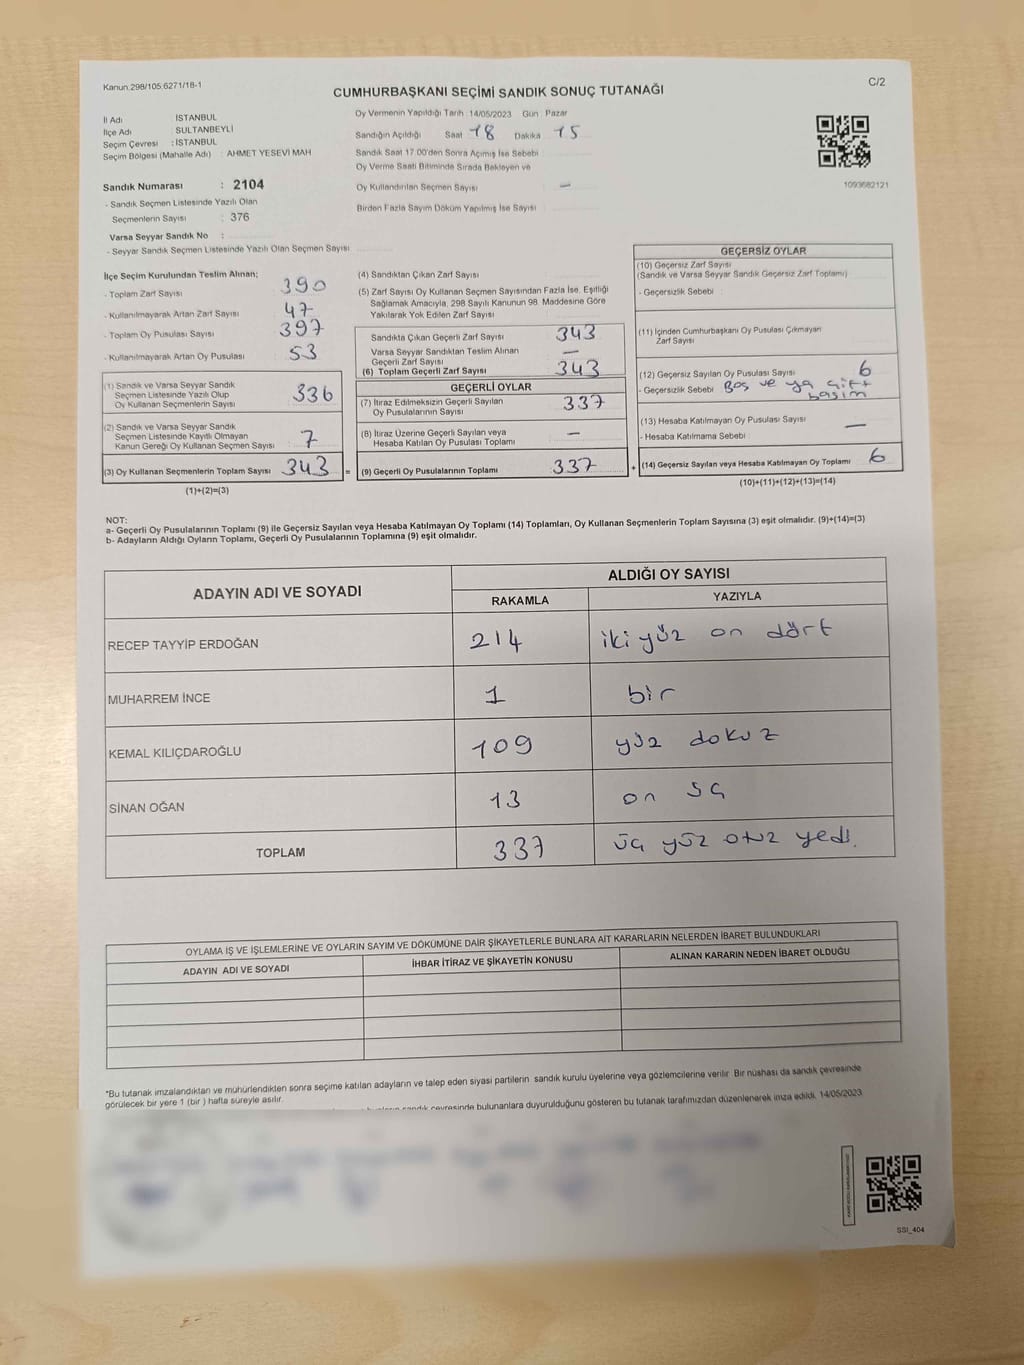 Kanun:298/105,6271/18-1
C/2
CUMHURBAŞKANI SEÇİMİ SANDIK SONUÇ TUTANAĞI
İl Adı İSTANBUL
İlçe Adı : SULTANBEYLİ
Seçim Çevresi : İSTANBUL
Seçim Bölgesi (Mahalle Adı) : AHMET YESEVİ MAH
Sandık Numarası : 2104
- Sandık Seçmen Listesinde Yazılı Olan
Seçmenlerin Sayısı : 376
Varsa Seyyar Sandık No :
- Seyyar Sandık Seçmen Listesinde Yazılı Olan Seçmen Sayısı
Oy Vermenin Yapıldığı Tarih 14/05/2023 Gün Pazar
Sandığın Açıldığı Saat 18 Dakika 15
Sandık Saat 17.00'den Sonra Açımış İse Sebebi
Oy Verme Saati Bitiminde Sırada Bekleyen ve
Oy Kullandırılan Seçmen Sayısı : –
Birden Fazla Sayım Döküm Yapılmış İse Sayısı
1093682121
İlçe Seçim Kurulundan Teslim Alınan;
- Toplam Zarf Sayısı 390
- Kullanılmayarak Artan Zarf Sayısı 47
- Toplam Oy Pusulası Sayısı 397
- Kullanılmayarak Artan Oy Pusulası 53
(1) Sandık ve Varsa Seyyar Sandık
Seçmen Listesinde Yazılı Olup
Oy Kullanan Seçmenlerin Sayısı 336
(2) Sandık ve Varsa Seyyar Sandık
Seçmen Listesinde Kayıtlı Olmayan
Kanun Gereği Oy Kullanan Seçmen Sayısı 7
(3) Oy Kullanan Seçmenlerin Toplam Sayısı 343 =
(1)+(2)=(3)
(4) Sandıktan Çıkan Zarf Sayısı
(5) Zarf Sayısı Oy Kullanan Seçmen Sayısından Fazla İse, Eşitliği
Sağlamak Amacıyla, 298 Sayılı Kanunun 98. Maddesine Göre
Yakılarak Yok Edilen Zarf Sayısı
Sandıkta Çıkan Geçerli Zarf Sayısı 343
Varsa Seyyar Sandıktan Teslim Alınan
Geçerli Zarf Sayısı –
(6) Toplam Geçerli Zarf Sayısı 343
GEÇERLİ OYLAR
(7) İtiraz Edilmeksizin Geçerli Sayılan
Oy Pusulalarının Sayısı 337
(8) İtiraz Üzerine Geçerli Sayılan veya
Hesaba Katılan Oy Pusulası Toplamı –
(9) Geçerli Oy Pusulalarının Toplamı 337 +
GEÇERSİZ OYLAR
(10) Geçersiz Zarf Sayısı
(Sandık ve Varsa Seyyar Sandık Geçersiz Zarf Toplamı)
- Geçersizlik Sebebi
(11) İçinden Cumhurbaşkanı Oy Pusulası Çıkmayan
Zarf Sayısı
(12) Geçersiz Sayılan Oy Pusulası Sayısı 6
- Geçersizlik Sebebi Boş ve ya çift
basım
(13) Hesaba Katılmayan Oy Pusulası Sayısı –
- Hesaba Katılmama Sebebi
(14) Geçersiz Sayılan veya Hesaba Katılmayan Oy Toplamı 6
(10)+(11)+(12)+(13)=(14)
NOT:
a- Geçerli Oy Pusulalarının Toplamı (9) ile Geçersiz Sayılan veya Hesaba Katılmayan Oy Toplamı (14) Toplamları, Oy Kullanan Seçmenlerin Toplam Sayısına (3) eşit olmalıdır. (9)+(14)=(3)
b- Adayların Aldığı Oyların Toplamı, Geçerli Oy Pusulalarının Toplamına (9) eşit olmalıdır.
ADAYIN ADI VE SOYADI ALDIĞI OY SAYISI
RAKAMLA YAZIYLA
RECEP TAYYİP ERDOĞAN 214 iki yüz on dört
MUHARREM İNCE 1 bir
KEMAL KILIÇDAROĞLU 109 yüz dokuz
SİNAN OĞAN 13 on üç
TOPLAM 337 üç yüz otuz yedi.
OYLAMA İŞ VE İŞLEMLERİNE VE OYLARIN SAYIM VE DÖKÜMÜNE DAİR ŞİKAYETLERLE BUNLARA AİT KARARLARIN NELERDEN İBARET BULUNDUKLARI
ADAYIN ADI VE SOYADI İHBAR İTİRAZ VE ŞİKAYETİN KONUSU ALINAN KARARIN NEDEN İBARET OLDUĞU
*Bu tutanak imzalandıktan ve mühürlendikten sonra seçime katılan adayların ve talep eden siyasi partilerin sandık kurulu üyelerine veya gözlemcilerine verilir. Bir nüshası da sandık çevresinde
görülecek bir yere 1 (bir) hafta süreyle asılır.
sandık çevresinde bulunanlara duyurulduğunu gösteren bu tutanak tarafımızdan düzenlenerek imza edildi. 14/05/2023
SSI_404